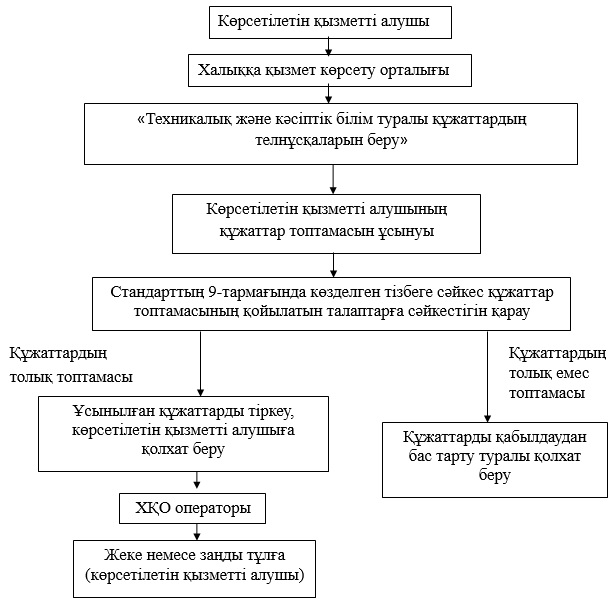 Көрсетілетін қызметті алушы
Халыққа қызмет көрсету орталығы
«Техникалық және кәсіптік білім туралы құжаттардың
телнұсқаларын беру»
Көрсетілетін қызметті алушының
құжаттар топтамасын ұсынуы
Стандарттың 9-тармағында көзделген тізбеге сәйкес құжаттар
топтамасының қойылатын талаптарға сәйкестігін қарау
Құжаттардың
толық топтамасы
Құжаттардың
толық емес
топтамасы
Ұсынылған құжаттарды тіркеу,
көрсетілетін қызметті алушыға
қолхат беру
Құжаттарды қабылдаудан
бас тарту туралы қолхат
беру
ХҚО операторы
Жеке немесе заңды тұлға
(көрсетілетін қызметті алушы)